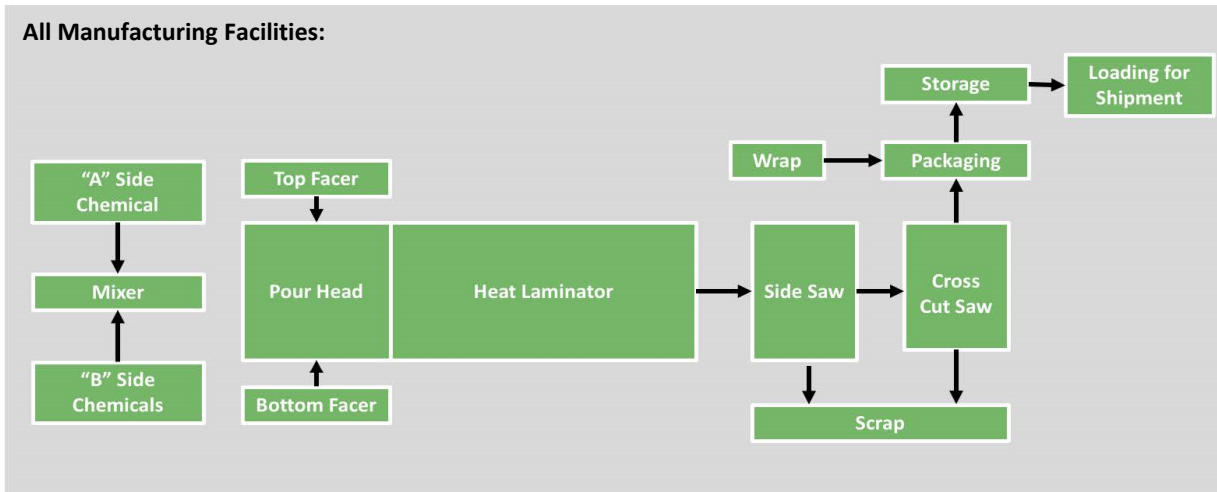 All Manufacturing Facilities:
Storage
Loading for
Shipment
Wrap
Packaging
“A” Side
Chemical
Top Facer
Mixer
Pour Head
Heat Laminator
Side Saw
Cross
Cut Saw
“B” Side
Chemicals
Bottom Facer
Scrap